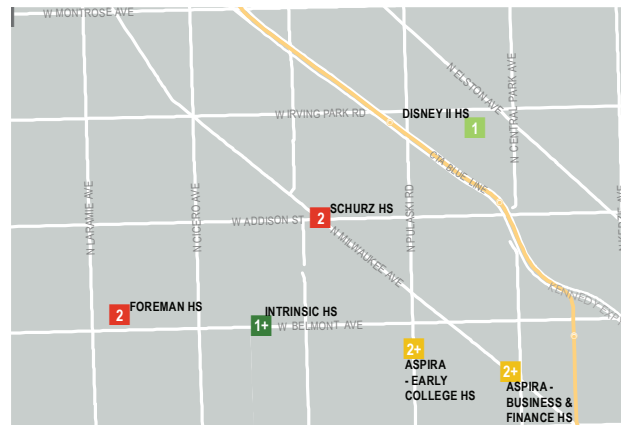 W MONTROSE AVE
N ELSTON AVE
N CENTRAL PARK AVE
W IRVING PARK RD
DISNEY II HS
1
CTA BLUE LINE
N LARAMIE AVE
N CICERO AVE
N PULASKI RD
SCHURZ HS
2
W ADDISON ST
N MILWAUKEE AVE
FOREMAN HS
2
INTRINSIC HS
1+
W BELMONT AVE
2+
ASPIRA
- EARLY
COLLEGE HS
2+
ASPIRA -
BUSINESS &
FINANCE HS